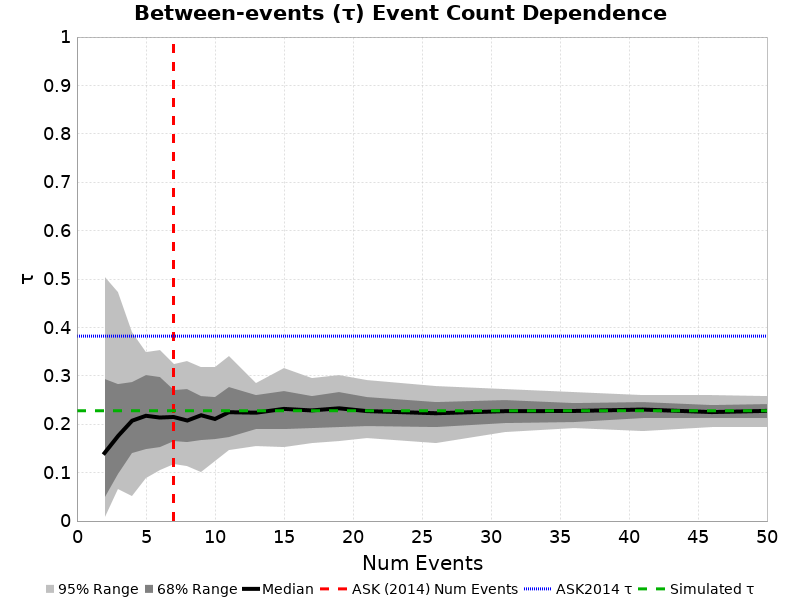 Between-events (τ) Event Count Dependence
1
0.9
0.8
0.7
0.6
0.5
0.4
0.3
0.2
0.1
0
τ
0 5 10 15 20 25 30 35 40 45 50
Num Events
95% Range 68% Range Median ASK (2014) Num Events ASK2014 τ Simulated τ